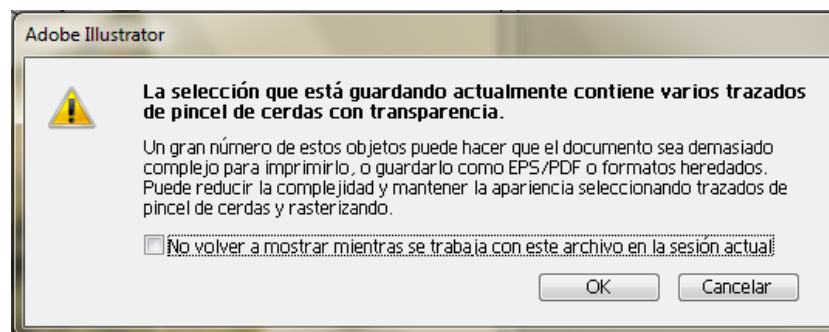 Adobe Illustrator
La selección que está guardando actualmente contiene varios trazados
de pincel de cerdas con transparencia.
Un gran número de estos objetos puede hacer que el documento sea demasiado
complejo para imprimirlo, o guardarlo como EPS/PDF o formatos heredados.
Puede reducir la complejidad y mantener la apariencia seleccionando trazados de
pincel de cerdas y rasterizando.
No volver a mostrar mientras se trabaja con este archivo en la sesión actual
OK
Cancelar